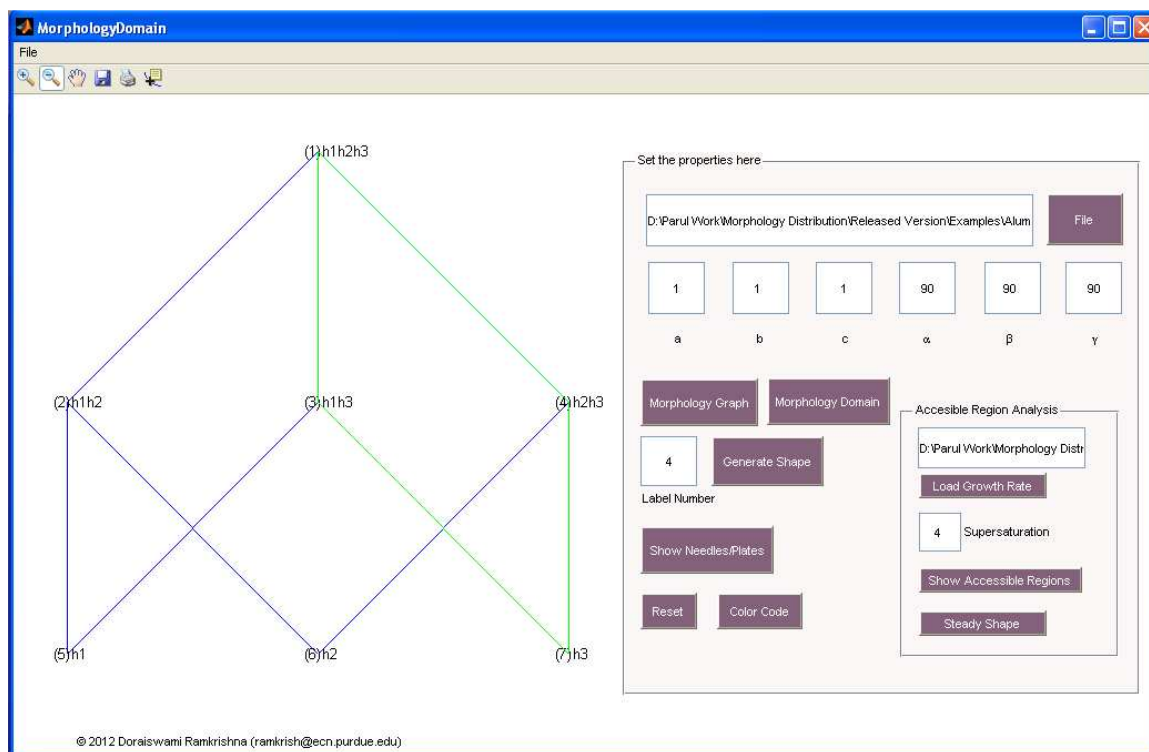 MorphologyDomain
File
(1) h1h2h3
(2) h1h2
(3) h1h3
(4) h2h3
(5) h1
(6) h2
(7) h3
© 2012 Doraiswami Ramkrishna (ramkrish@ecn.purdue.edu)
Set the properties here
D:\Parul Work\Morphology Distribution\Released Version\Examples\Alum
File
1 1 1 90 90 90
a b c α β γ
Morphology Graph
Morphology Domain
4
Generate Shape
Label Number
Show Needles/Plates
Reset
Color Code
Accesible Region Analysis
D:\Parul Work\Morphology Distr
Load Growth Rate
4 Supersaturation
Show Accessible Regions
Steady Shape